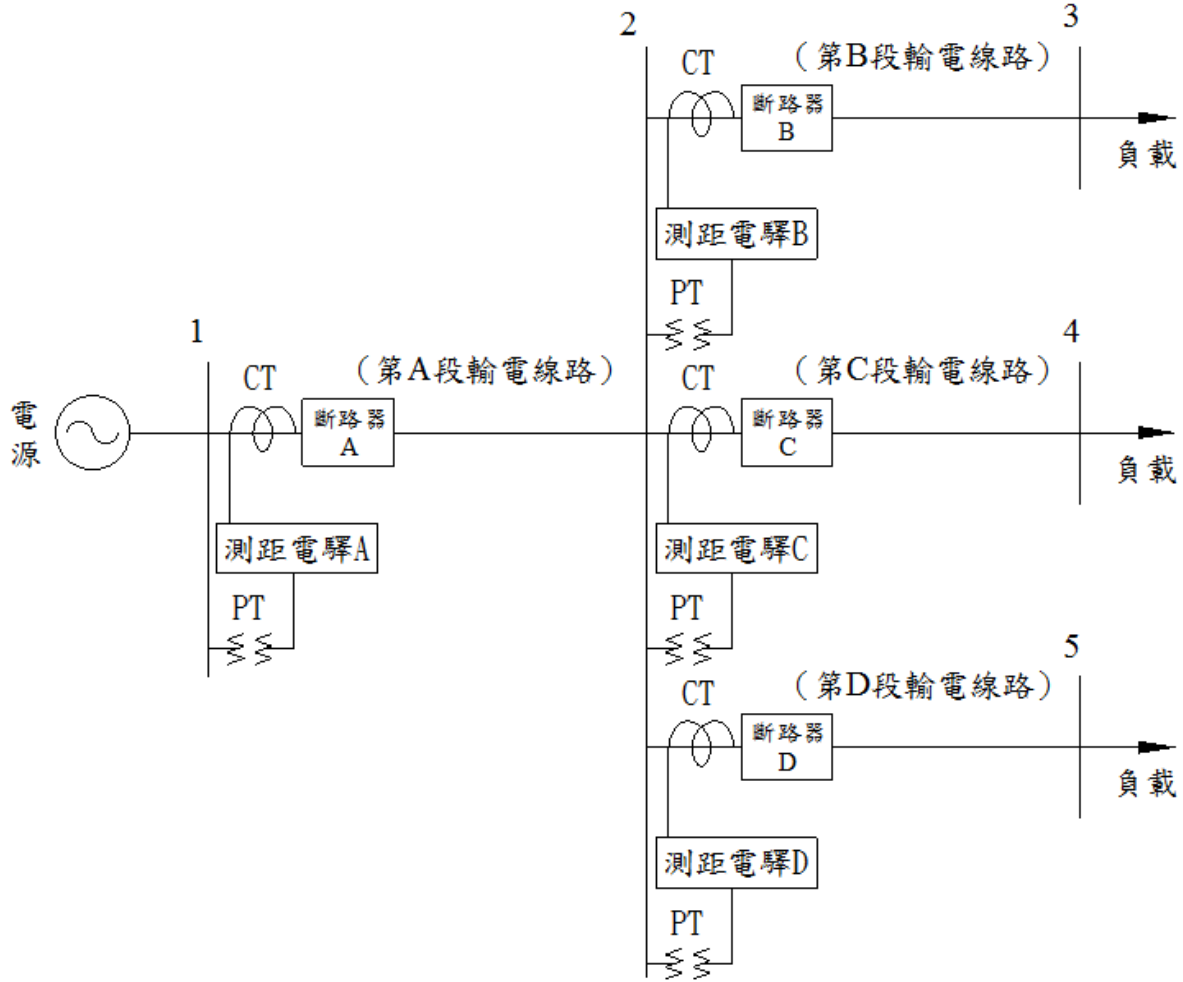 2
3
CT
（第B段輸電線路）
斷路器
B
負載
測距電驛B
PT
1
4
CT
（第A段輸電線路）
CT
（第C段輸電線路）
電
源
斷路器
A
斷路器
C
負載
測距電驛A
測距電驛C
PT
PT
5
CT
（第D段輸電線路）
斷路器
D
負載
測距電驛D
PT